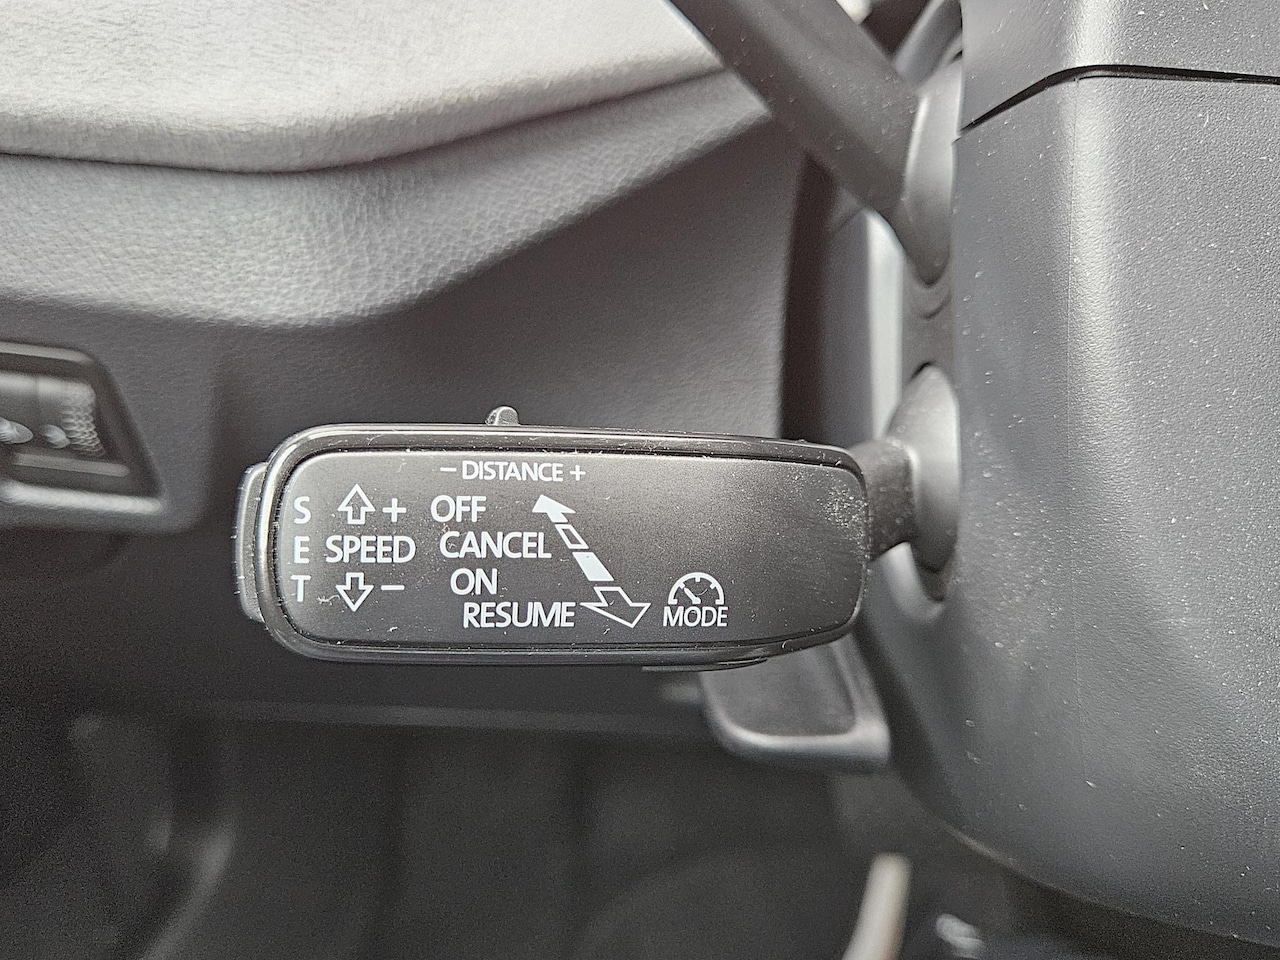 − DISTANCE +
S + OFF
E SPEED CANCEL
T − ON
RESUME MODE